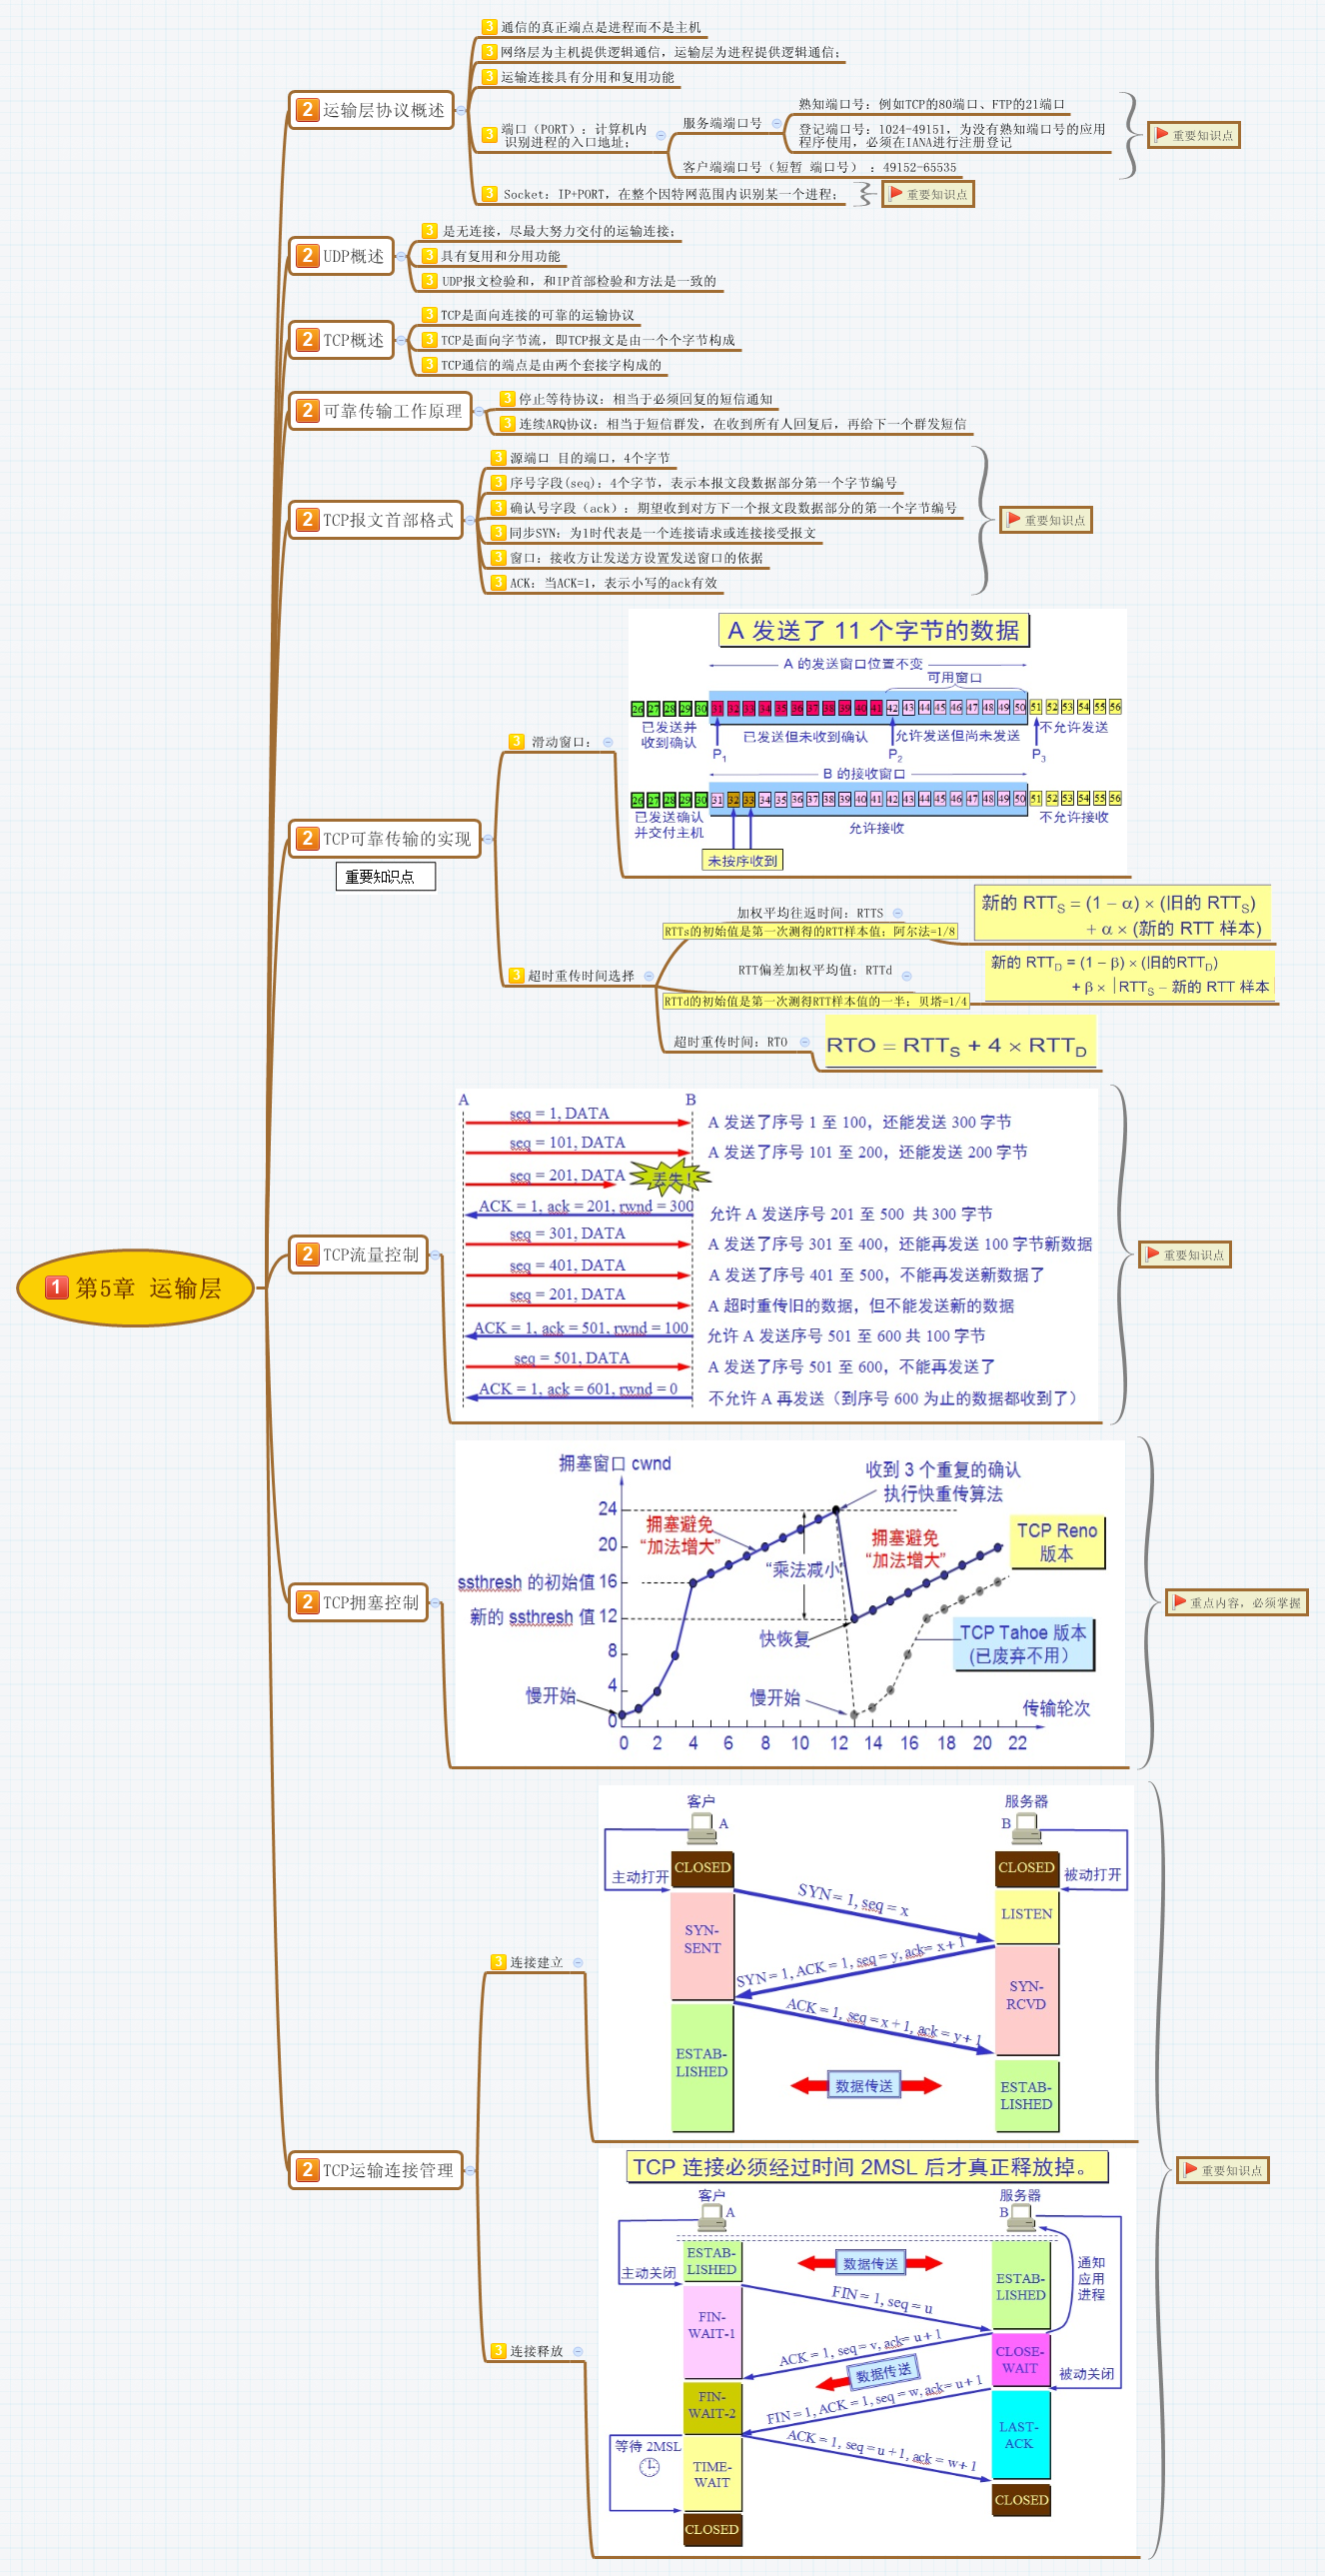 1 第5章 运输层
2 运输层协议概述
3 通信的真正端点是进程而不是主机
3 网络层为主机提供逻辑通信，运输层为进程提供逻辑通信；
3 运输连接具有分用和复用功能
3 端口（PORT）：计算机内
识别进程的入口地址；
服务端端口号
熟知端口号：例如TCP的80端口、FTP的21端口
登记端口号：1024-49151，为没有熟知端口号的应用
程序使用，必须在IANA进行注册登记
客户端端口号（短暂 端口号）：49152-65535
重要知识点
3 Socket：IP+PORT，在整个因特网范围内识别某一个进程；
重要知识点
2 UDP概述
3 是无连接，尽最大努力交付的运输连接；
3 具有复用和分用功能
3 UDP报文检验和，和IP首部检验和方法是一致的
2 TCP概述
3 TCP是面向连接的可靠的运输协议
3 TCP是面向字节流，即TCP报文是由一个个字节构成
3 TCP通信的端点是由两个套接字构成的
2 可靠传输工作原理
3 停止等待协议：相当于必须回复的短信通知
3 连续ARQ协议：相当于短信群发，在收到所有人回复后，再给下一个群发短信
2 TCP报文首部格式
3 源端口 目的端口，4个字节
3 序号字段(seq)：4个字节，表示本报文段数据部分第一个字节编号
3 确认号字段（ack）：期望收到对方下一个报文段数据部分的第一个字节编号
3 同步SYN：为1时代表是一个连接请求或连接接受报文
3 窗口：接收方让发送方设置发送窗口的依据
3 ACK：当ACK=1，表示小写的ack有效
重要知识点
2 TCP可靠传输的实现
重要知识点
3 滑动窗口：
A 发送了 11 个字节的数据
A 的发送窗口位置不变
可用窗口
26 27 28 29 30 31 32 33 34 35 36 37 38 39 40 41 42 43 44 45 46 47 48 49 50 51 52 53 54 55 56
已发送并
收到确认
已发送但未收到确认
允许发送但尚未发送
不允许发送
P1
P2
P3
B 的接收窗口
26 27 28 29 30 31 32 33 34 35 36 37 38 39 40 41 42 43 44 45 46 47 48 49 50 51 52 53 54 55 56
已发送确认
并交付主机
允许接收
不允许接收
未按序收到
3 超时重传时间选择
加权平均往返时间：RTTS
RTTs的初始值是第一次测得的RTT样本值；阿尔法=1/8
新的 RTTS = (1 − α) × (旧的 RTTS)
+ α × (新的 RTT 样本)
RTT偏差加权平均值：RTTd
RTTd的初始值是第一次测得RTT样本值的一半；贝塔=1/4
新的 RTTD = (1 − β) × (旧的RTTD)
+ β × |RTTS − 新的 RTT 样本|
超时重传时间：RTO
RTO = RTTS + 4 × RTTD
2 TCP流量控制
A
B
seq = 1, DATA
A 发送了序号 1 至 100，还能发送 300 字节
seq = 101, DATA
A 发送了序号 101 至 200，还能发送 200 字节
seq = 201, DATA
丢失！
ACK = 1, ack = 201, rwnd = 300
允许 A 发送序号 201 至 500 共 300 字节
seq = 301, DATA
A 发送了序号 301 至 400，还能再发送 100 字节新数据
seq = 401, DATA
A 发送了序号 401 至 500，不能再发送新数据了
seq = 201, DATA
A 超时重传旧的数据，但不能发送新的数据
ACK = 1, ack = 501, rwnd = 100
允许 A 发送序号 501 至 600 共 100 字节
seq = 501, DATA
A 发送了序号 501 至 600，不能再发送了
ACK = 1, ack = 601, rwnd = 0
不允许 A 再发送（到序号 600 为止的数据都收到了）
重要知识点
2 TCP拥塞控制
拥塞窗口 cwnd
收到 3 个重复的确认
执行快重传算法
24
20
ssthresh 的初始值 16
新的 ssthresh 值 12
8
4
0
拥塞避免
“加法增大”
“乘法减小
拥塞避免
“加法增大”
TCP Reno
版本
快恢复
TCP Tahoe 版本
(已废弃不用）
慢开始
慢开始
传输轮次
0 2 4 6 8 10 12 14 16 18 20 22
重点内容，必须掌握
2 TCP运输连接管理
3 连接建立
客户
A
服务器
B
CLOSED
CLOSED
主动打开
被动打开
SYN = 1, seq = x
LISTEN
SYN-
SENT
SYN = 1, ACK = 1, seq = y, ack= x + 1
SYN-
RCVD
ACK = 1, seq = x + 1, ack = y + 1
ESTAB-
LISHED
数据传送
ESTAB-
LISHED
3 连接释放
TCP 连接必须经过时间 2MSL 后才真正释放掉。
客户
A
服务器
B
ESTAB-
LISHED
数据传送
主动关闭
ESTAB-
LISHED
通知
应用
进程
FIN = 1, seq = u
FIN-
WAIT-1
ACK = 1, seq = v, ack= u + 1
CLOSE-
WAIT
数据传送
被动关闭
FIN-
WAIT-2
FIN = 1, ACK = 1, seq = w, ack= u + 1
LAST-
ACK
等待 2MSL
ACK = 1, seq = u + 1, ack = w + 1
TIME-
WAIT
CLOSED
CLOSED
重要知识点